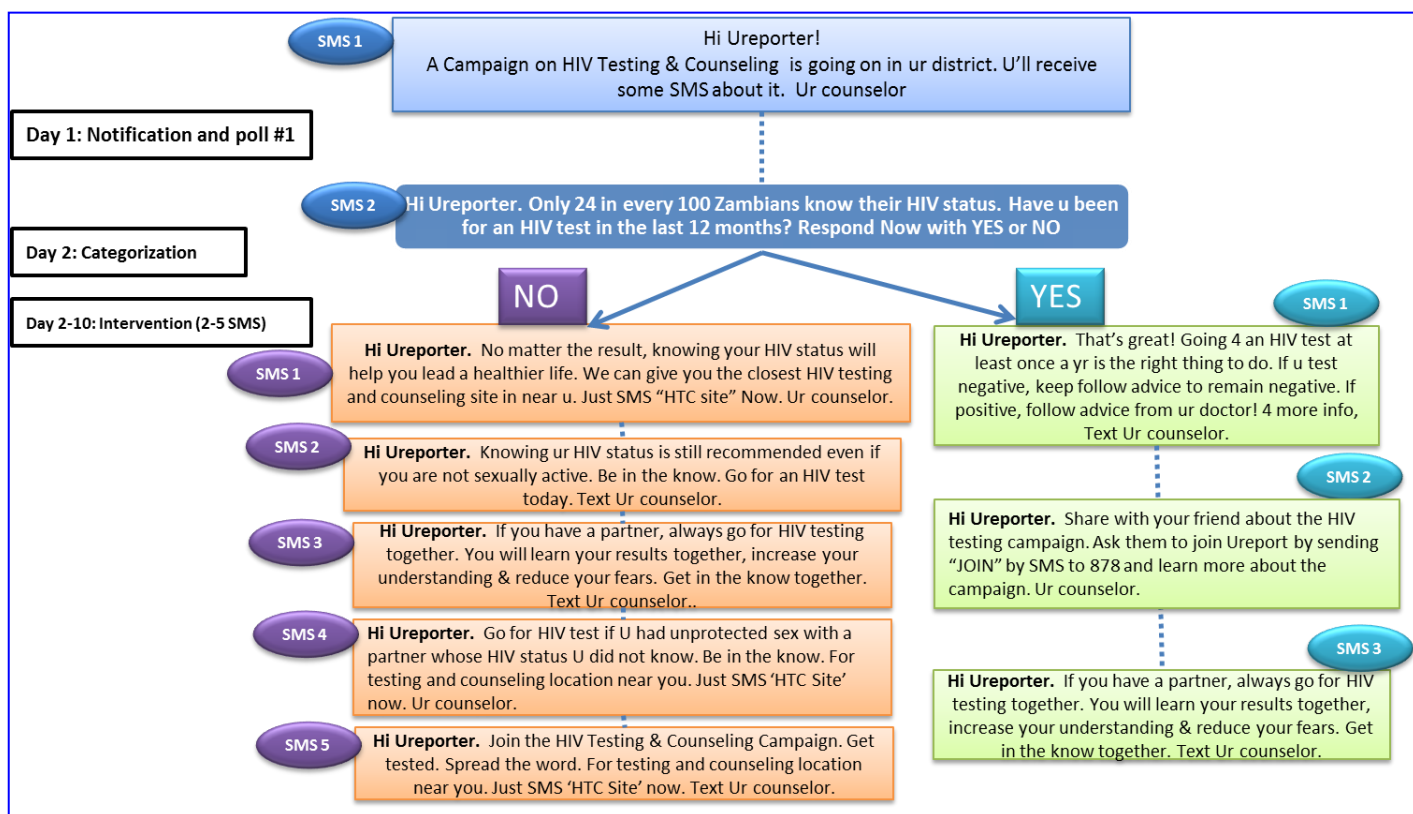 SMS 1
Hi Ureporter!
A Campaign on HIV Testing & Counseling is going on in ur district. U'll receive
some SMS about it. Ur counselor
Day 1: Notification and poll #1
SMS 2
Hi Ureporter. Only 24 in every 100 Zambians know their HIV status. Have u been
for an HIV test in the last 12 months? Respond Now with YES or NO
Day 2: Categorization
Day 2-10: Intervention (2-5 SMS)
NO
SMS 1
Hi Ureporter. No matter the result, knowing your HIV status will
help you lead a healthier life. We can give you the closest HIV testing
and counseling site in near u. Just SMS “HTC site” Now. Ur counselor.
SMS 2
Hi Ureporter. Knowing ur HIV status is still recommended even if
you are not sexually active. Be in the know. Go for an HIV test
today. Text Ur counselor.
SMS 3
Hi Ureporter. If you have a partner, always go for HIV testing
together. You will learn your results together, increase your
understanding & reduce your fears. Get in the know together.
Text Ur counselor..
SMS 4
Hi Ureporter. Go for HIV test if U had unprotected sex with a
partner whose HIV status U did not know. Be in the know. For
testing and counseling location near you. Just SMS ‘HTC Site’
now. Ur counselor.
SMS 5
Hi Ureporter. Join the HIV Testing & Counseling Campaign. Get
tested. Spread the word. For testing and counseling location
near you. Just SMS ‘HTC Site’ now. Text Ur counselor.
YES
SMS 1
Hi Ureporter. That's great! Going 4 an HIV test at
least once a yr is the right thing to do. If u test
negative, keep follow advice to remain negative. If
positive, follow advice from ur doctor! 4 more info,
Text Ur counselor.
SMS 2
Hi Ureporter. Share with your friend about the HIV
testing campaign. Ask them to join Ureport by sending
“JOIN” by SMS to 878 and learn more about the
campaign. Ur counselor.
SMS 3
Hi Ureporter. If you have a partner, always go for HIV
testing together. You will learn your results together,
increase your understanding & reduce your fears. Get
in the know together. Text Ur counselor.